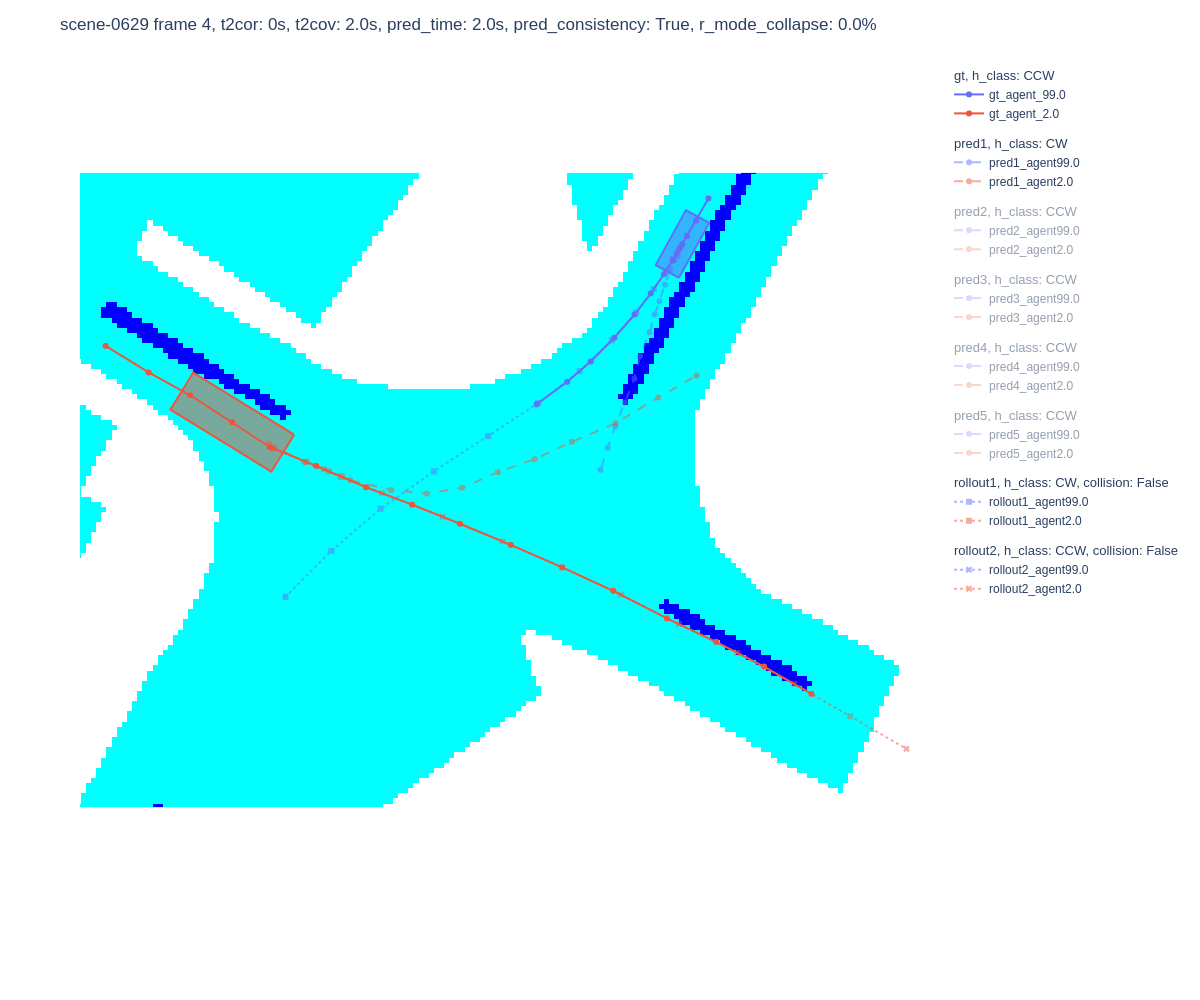 scene-0629 frame 4, t2cor: 0s, t2cov: 2.0s, pred_time: 2.0s, pred_consistency: True, r_mode_collapse: 0.0%
gt, h_class: CCW
gt_agent_99.0
gt_agent_2.0
pred1, h_class: CW
pred1_agent99.0
pred1_agent2.0
pred2, h_class: CCW
pred2_agent99.0
pred2_agent2.0
pred3, h_class: CCW
pred3_agent99.0
pred3_agent2.0
pred4, h_class: CCW
pred4_agent99.0
pred4_agent2.0
pred5, h_class: CCW
pred5_agent99.0
pred5_agent2.0
rollout1, h_class: CW, collision: False
rollout1_agent99.0
rollout1_agent2.0
rollout2, h_class: CCW, collision: False
rollout2_agent99.0
rollout2_agent2.0